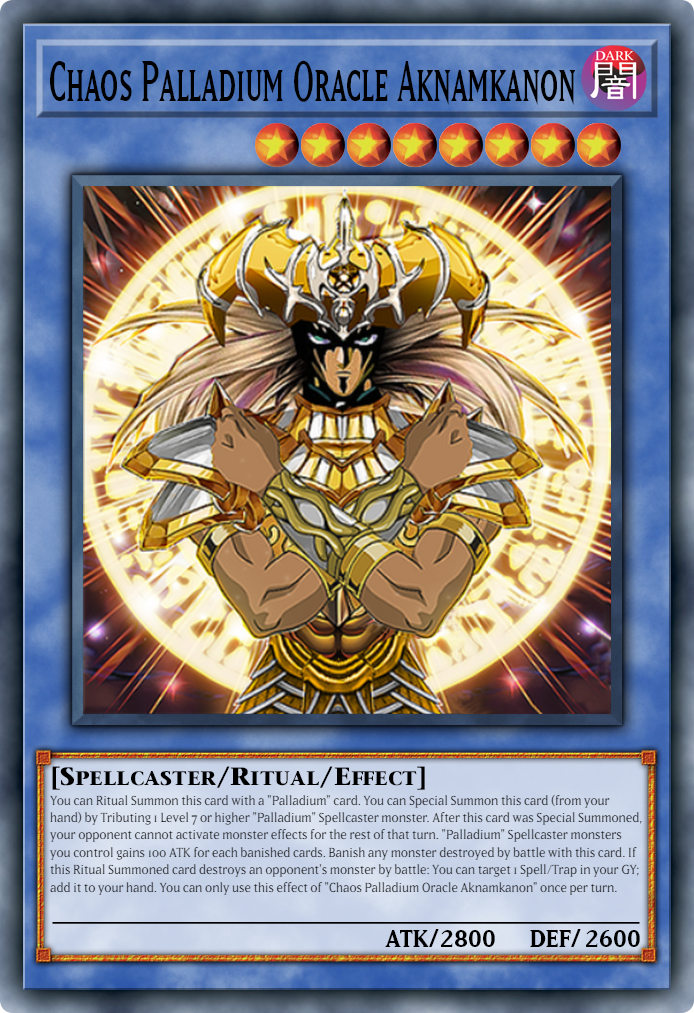 Chaos Palladium Oracle Aknamkanon
DARK
闇
[Spellcaster/Ritual/Effect]
You can Ritual Summon this card with a "Palladium" card. You can Special Summon this card (from your
hand) by Tributing 1 Level 7 or higher "Palladium" Spellcaster monster. After this card was Special Summoned,
your opponent cannot activate monster effects for the rest of that turn. "Palladium" Spellcaster monsters
you control gains 100 ATK for each banished cards. Banish any monster destroyed by battle with this card. If
this Ritual Summoned card destroys an opponent's monster by battle: You can target 1 Spell/Trap in your GY;
add it to your hand. You can only use this effect of "Chaos Palladium Oracle Aknamkanon" once per turn.
ATK/2800 DEF/2600